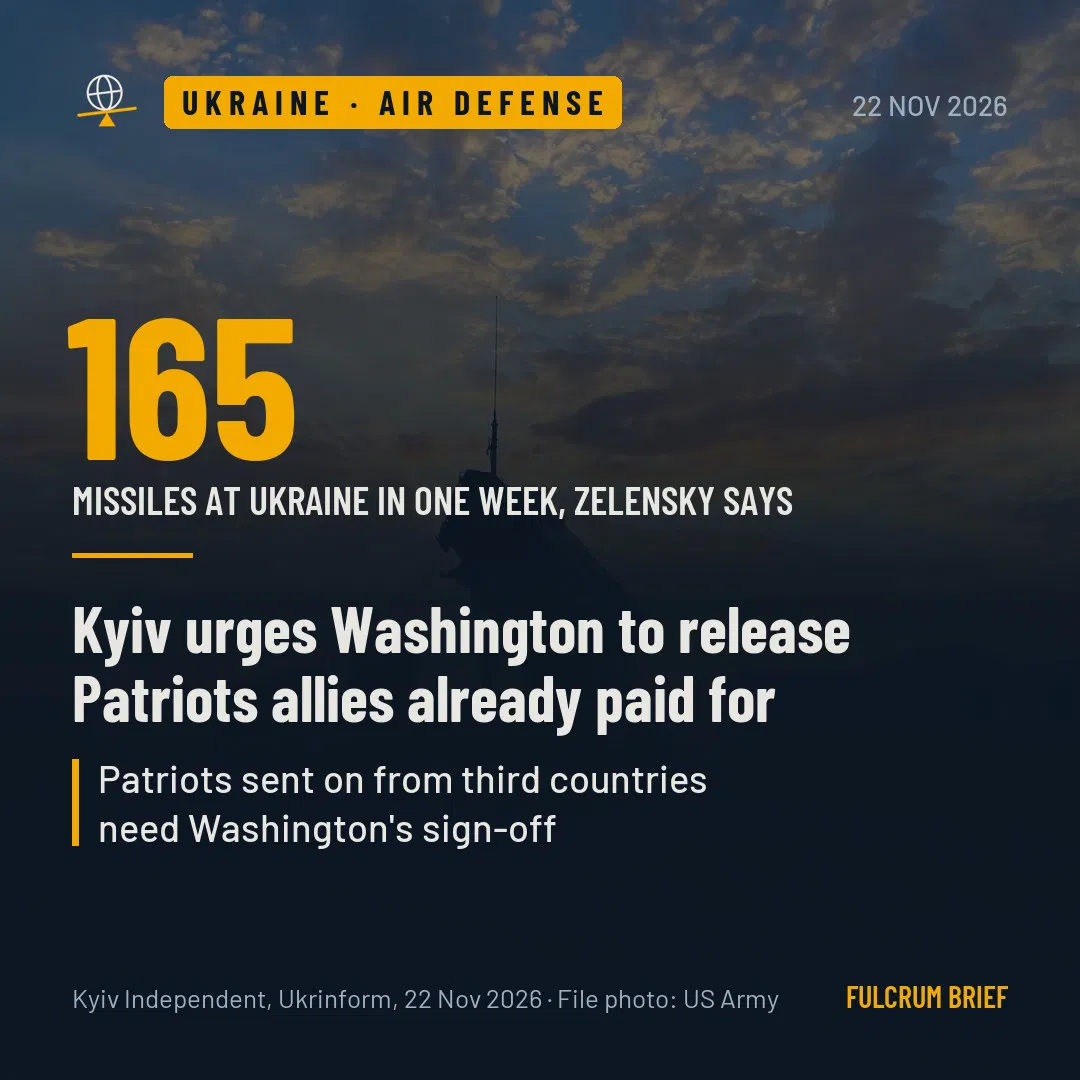 UKRAINE · AIR DEFENSE
22 NOV 2026
165
MISSILES AT UKRAINE IN ONE WEEK, ZELENSKY SAYS
Kyiv urges Washington to release
Patriots allies already paid for
Patriots sent on from third countries
need Washington's sign-off
Kyiv Independent, Ukrinform, 22 Nov 2026 · File photo: US Army
FULCRUM BRIEF